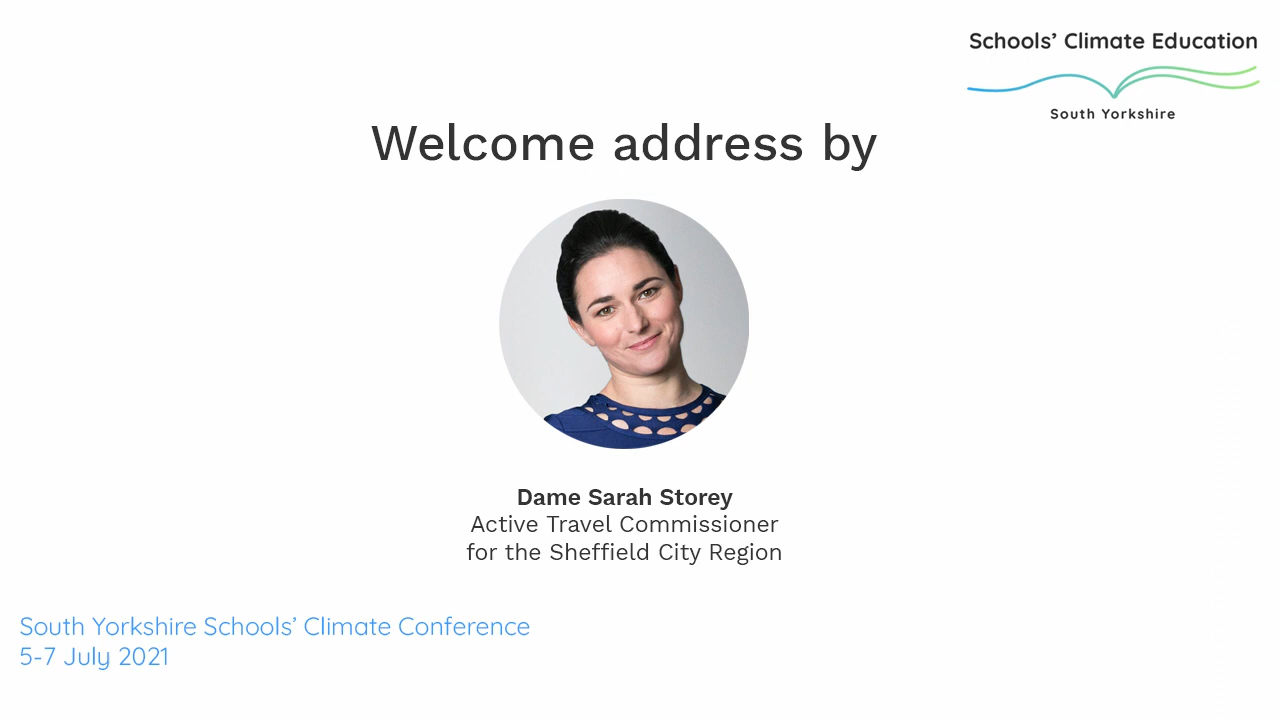 Schools’ Climate Education
South Yorkshire
Welcome address by
Dame Sarah Storey
Active Travel Commissioner
for the Sheffield City Region
South Yorkshire Schools’ Climate Conference
5-7 July 2021